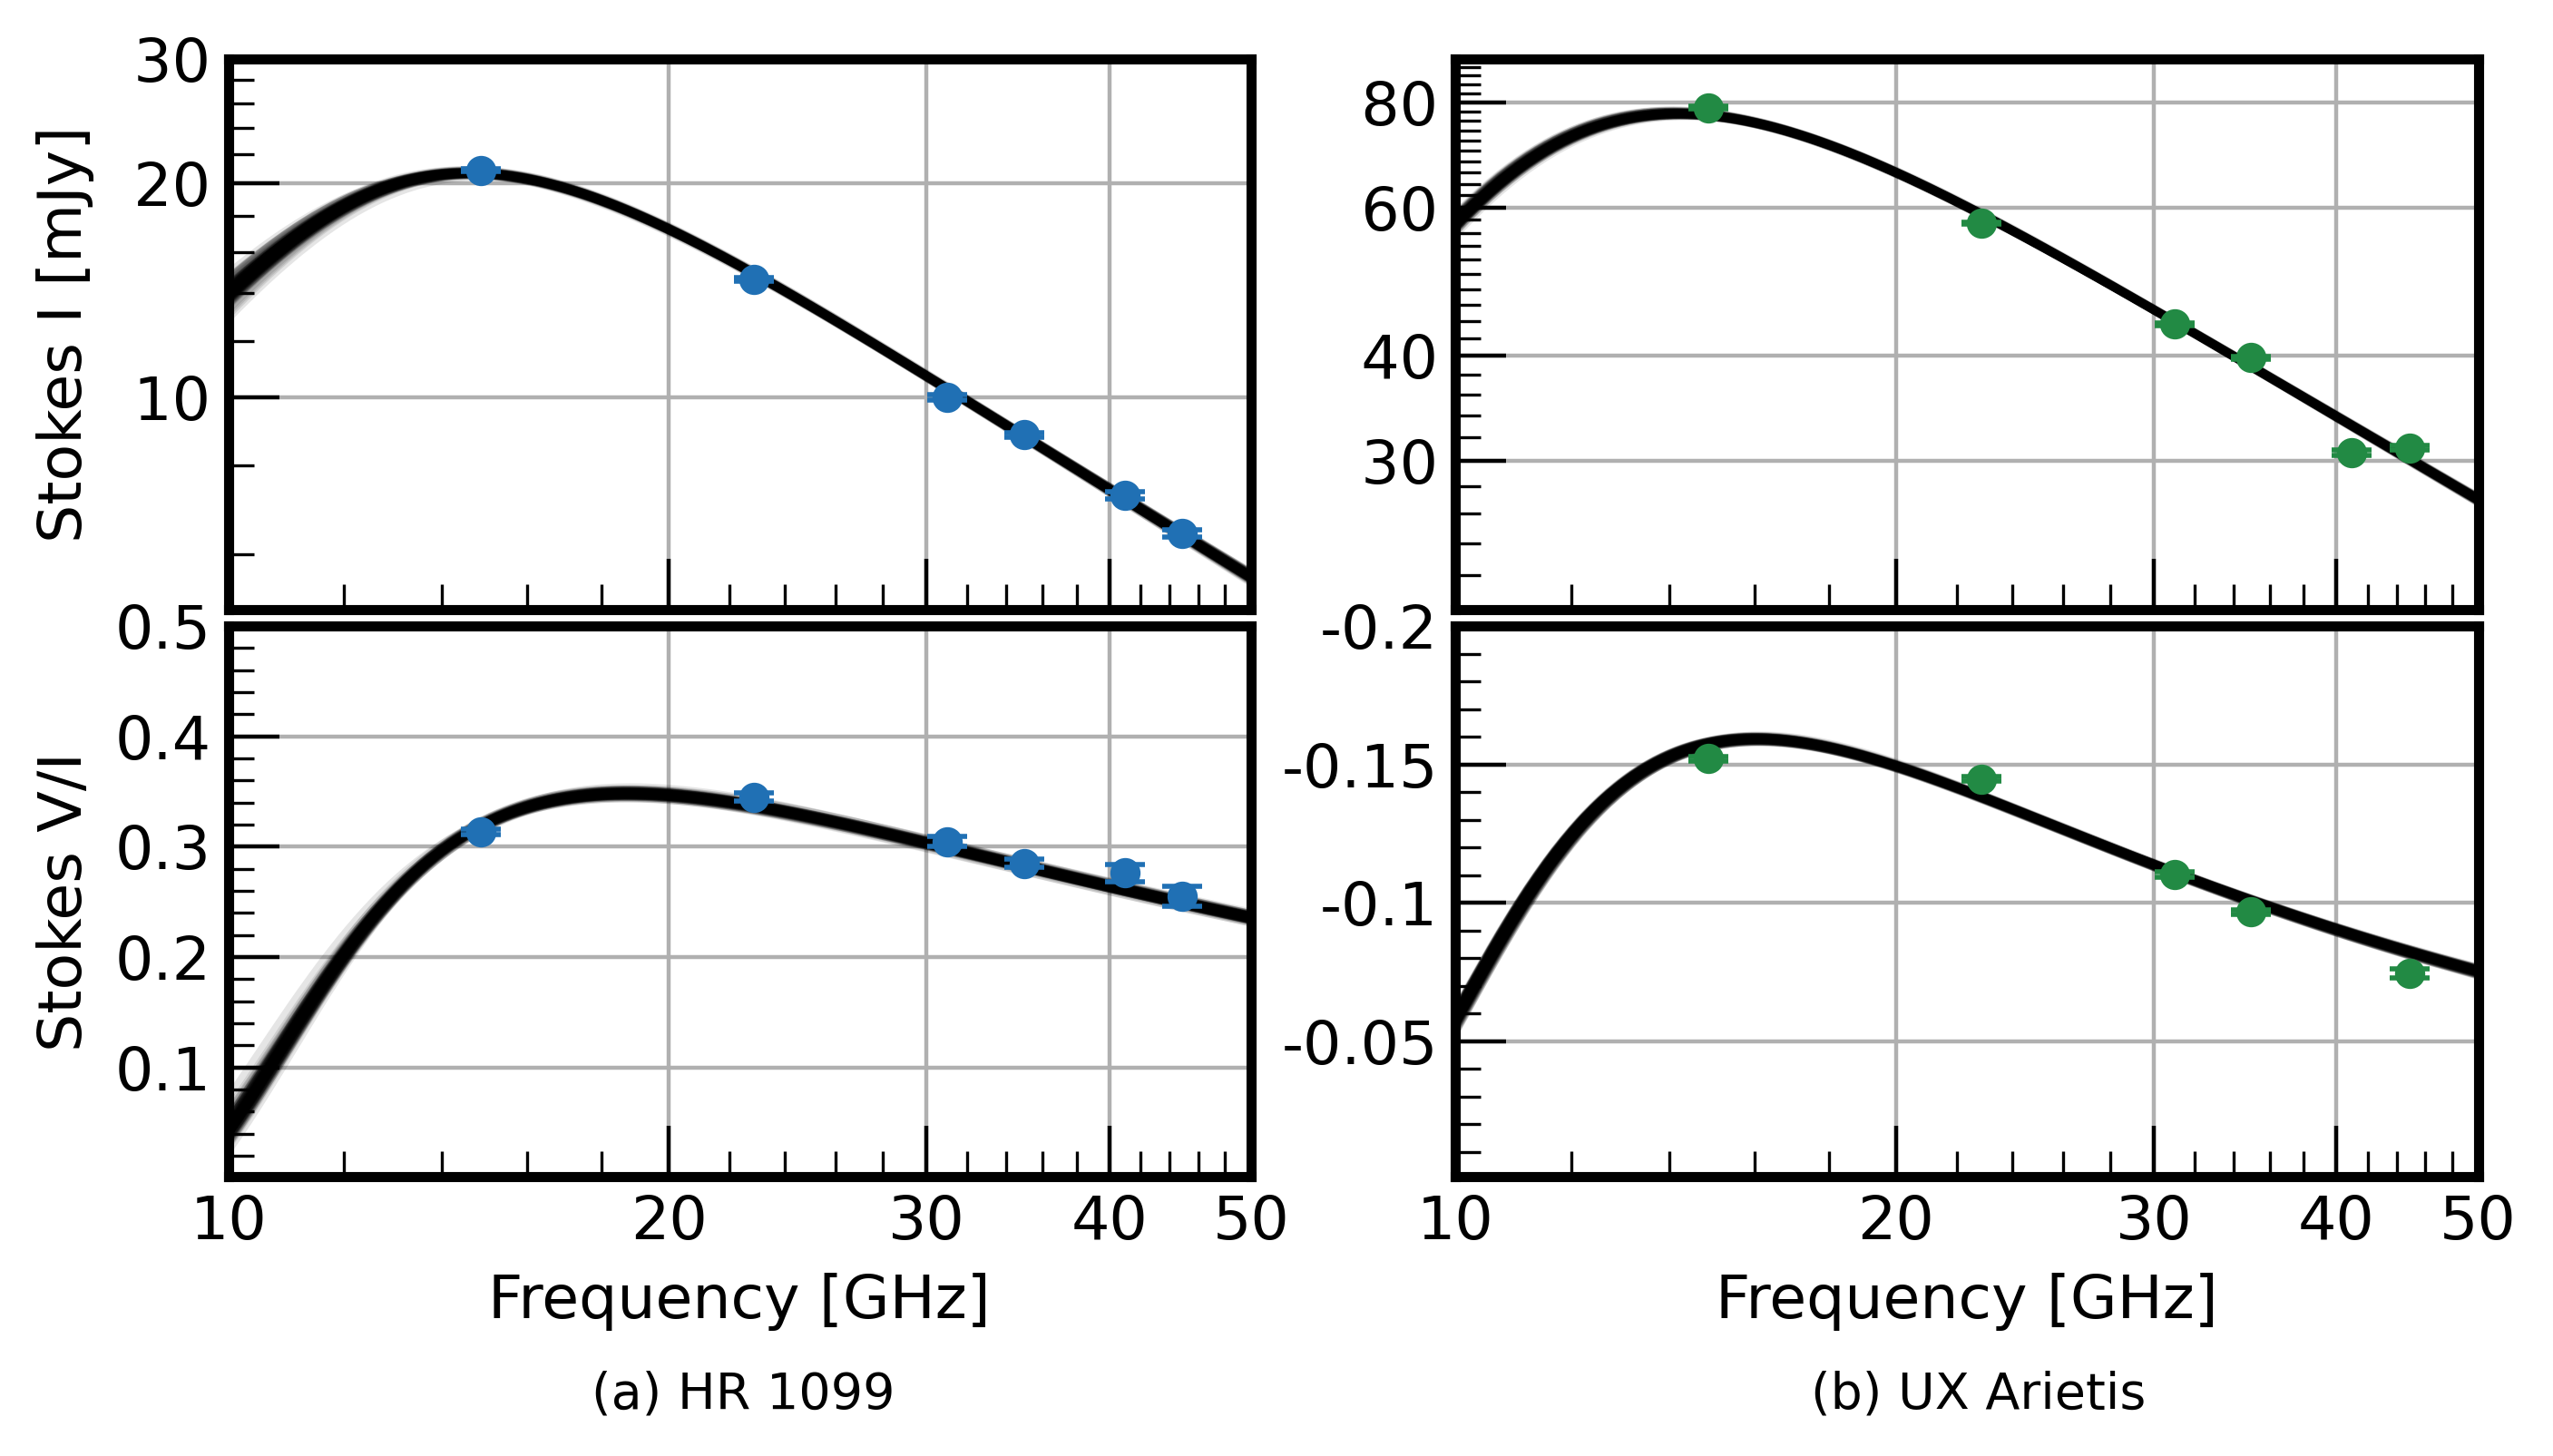 30
20
10
Stokes I [mJy]
80
60
40
30
0.5
0.4
0.3
0.2
0.1
Stokes V/I
-0.2
-0.15
-0.1
-0.05
10 20 30 40 50
10 20 30 40 50
Frequency [GHz]
Frequency [GHz]
(a) HR 1099
(b) UX Arietis